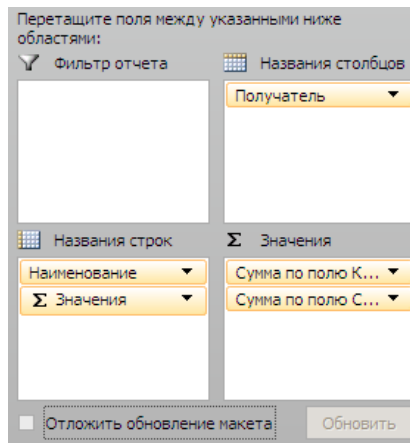 Перетащите поля между указанными ниже
областями:
Фильтр отчета
Названия столбцов
Получатель
Названия строк
Σ Значения
Наименование
Σ Значения
Сумма по полю К...
Сумма по полю С...
Отложить обновление макета
Обновить